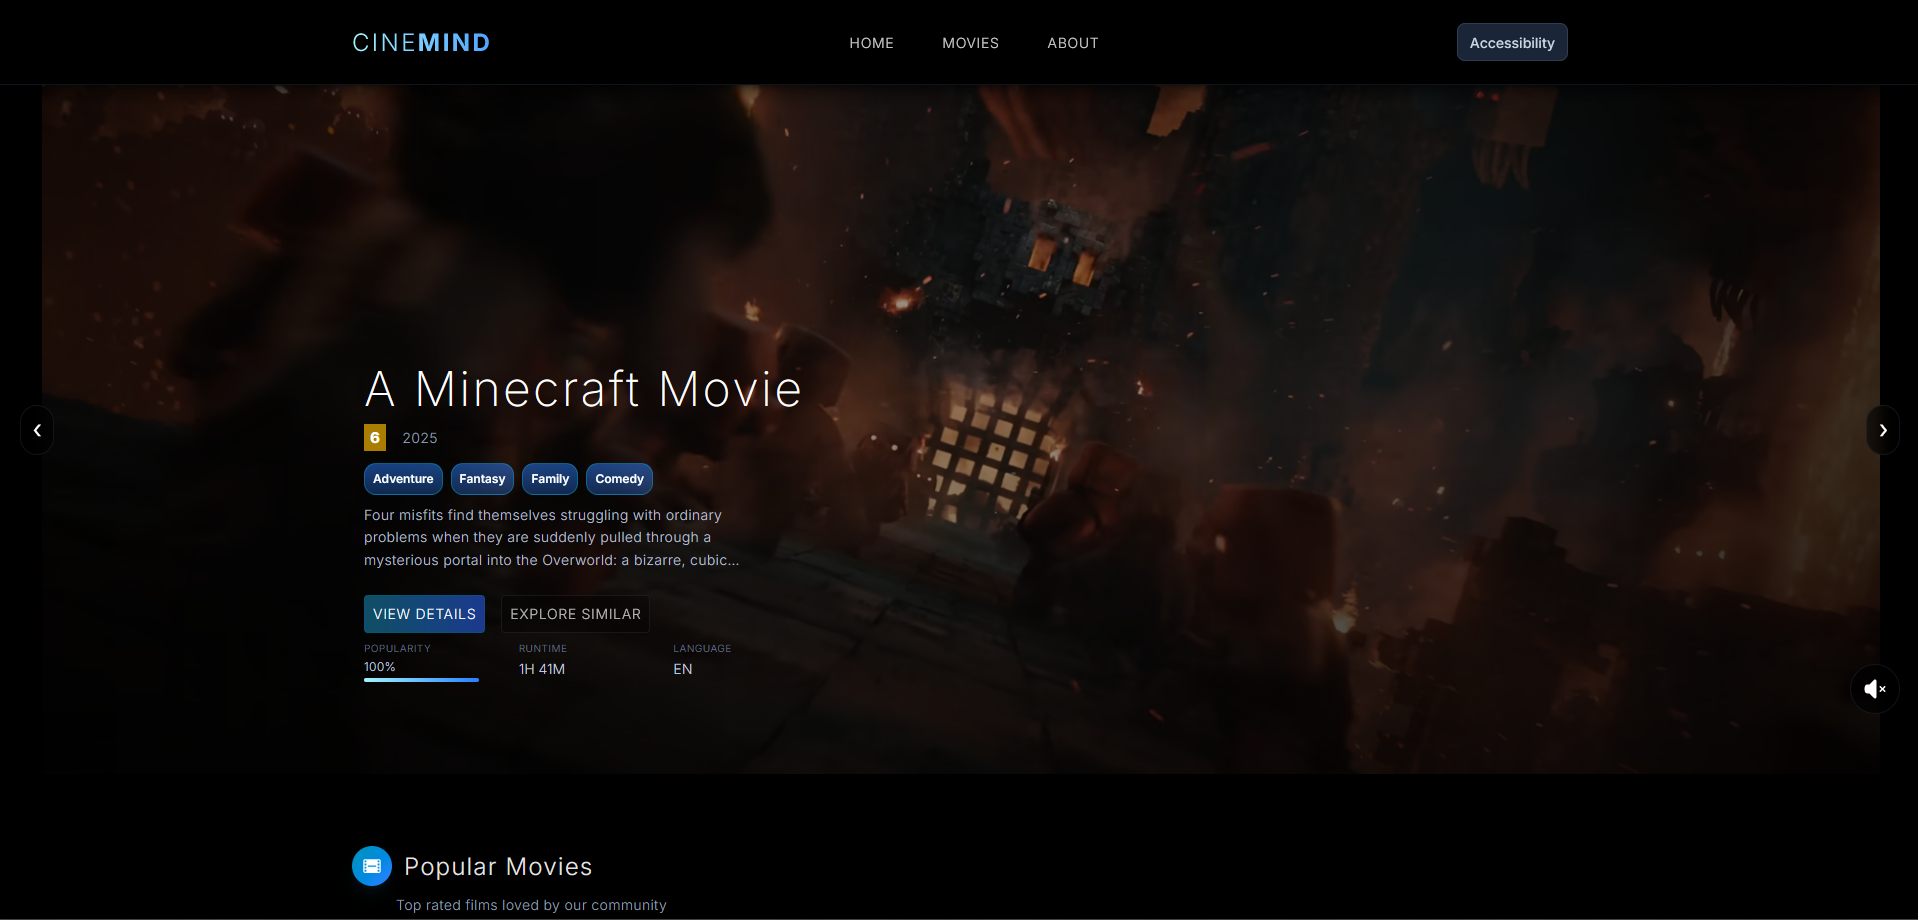 CINEMIND
HOME
MOVIES
ABOUT
Accessibility
A Minecraft Movie
6
2025
Adventure
Fantasy
Family
Comedy
Four misfits find themselves struggling with ordinary
problems when they are suddenly pulled through a
mysterious portal into the Overworld: a bizarre, cubic...
VIEW DETAILS
EXPLORE SIMILAR
POPULARITY
100%
RUNTIME
1H 41M
LANGUAGE
EN
Popular Movies
Top rated films loved by our community